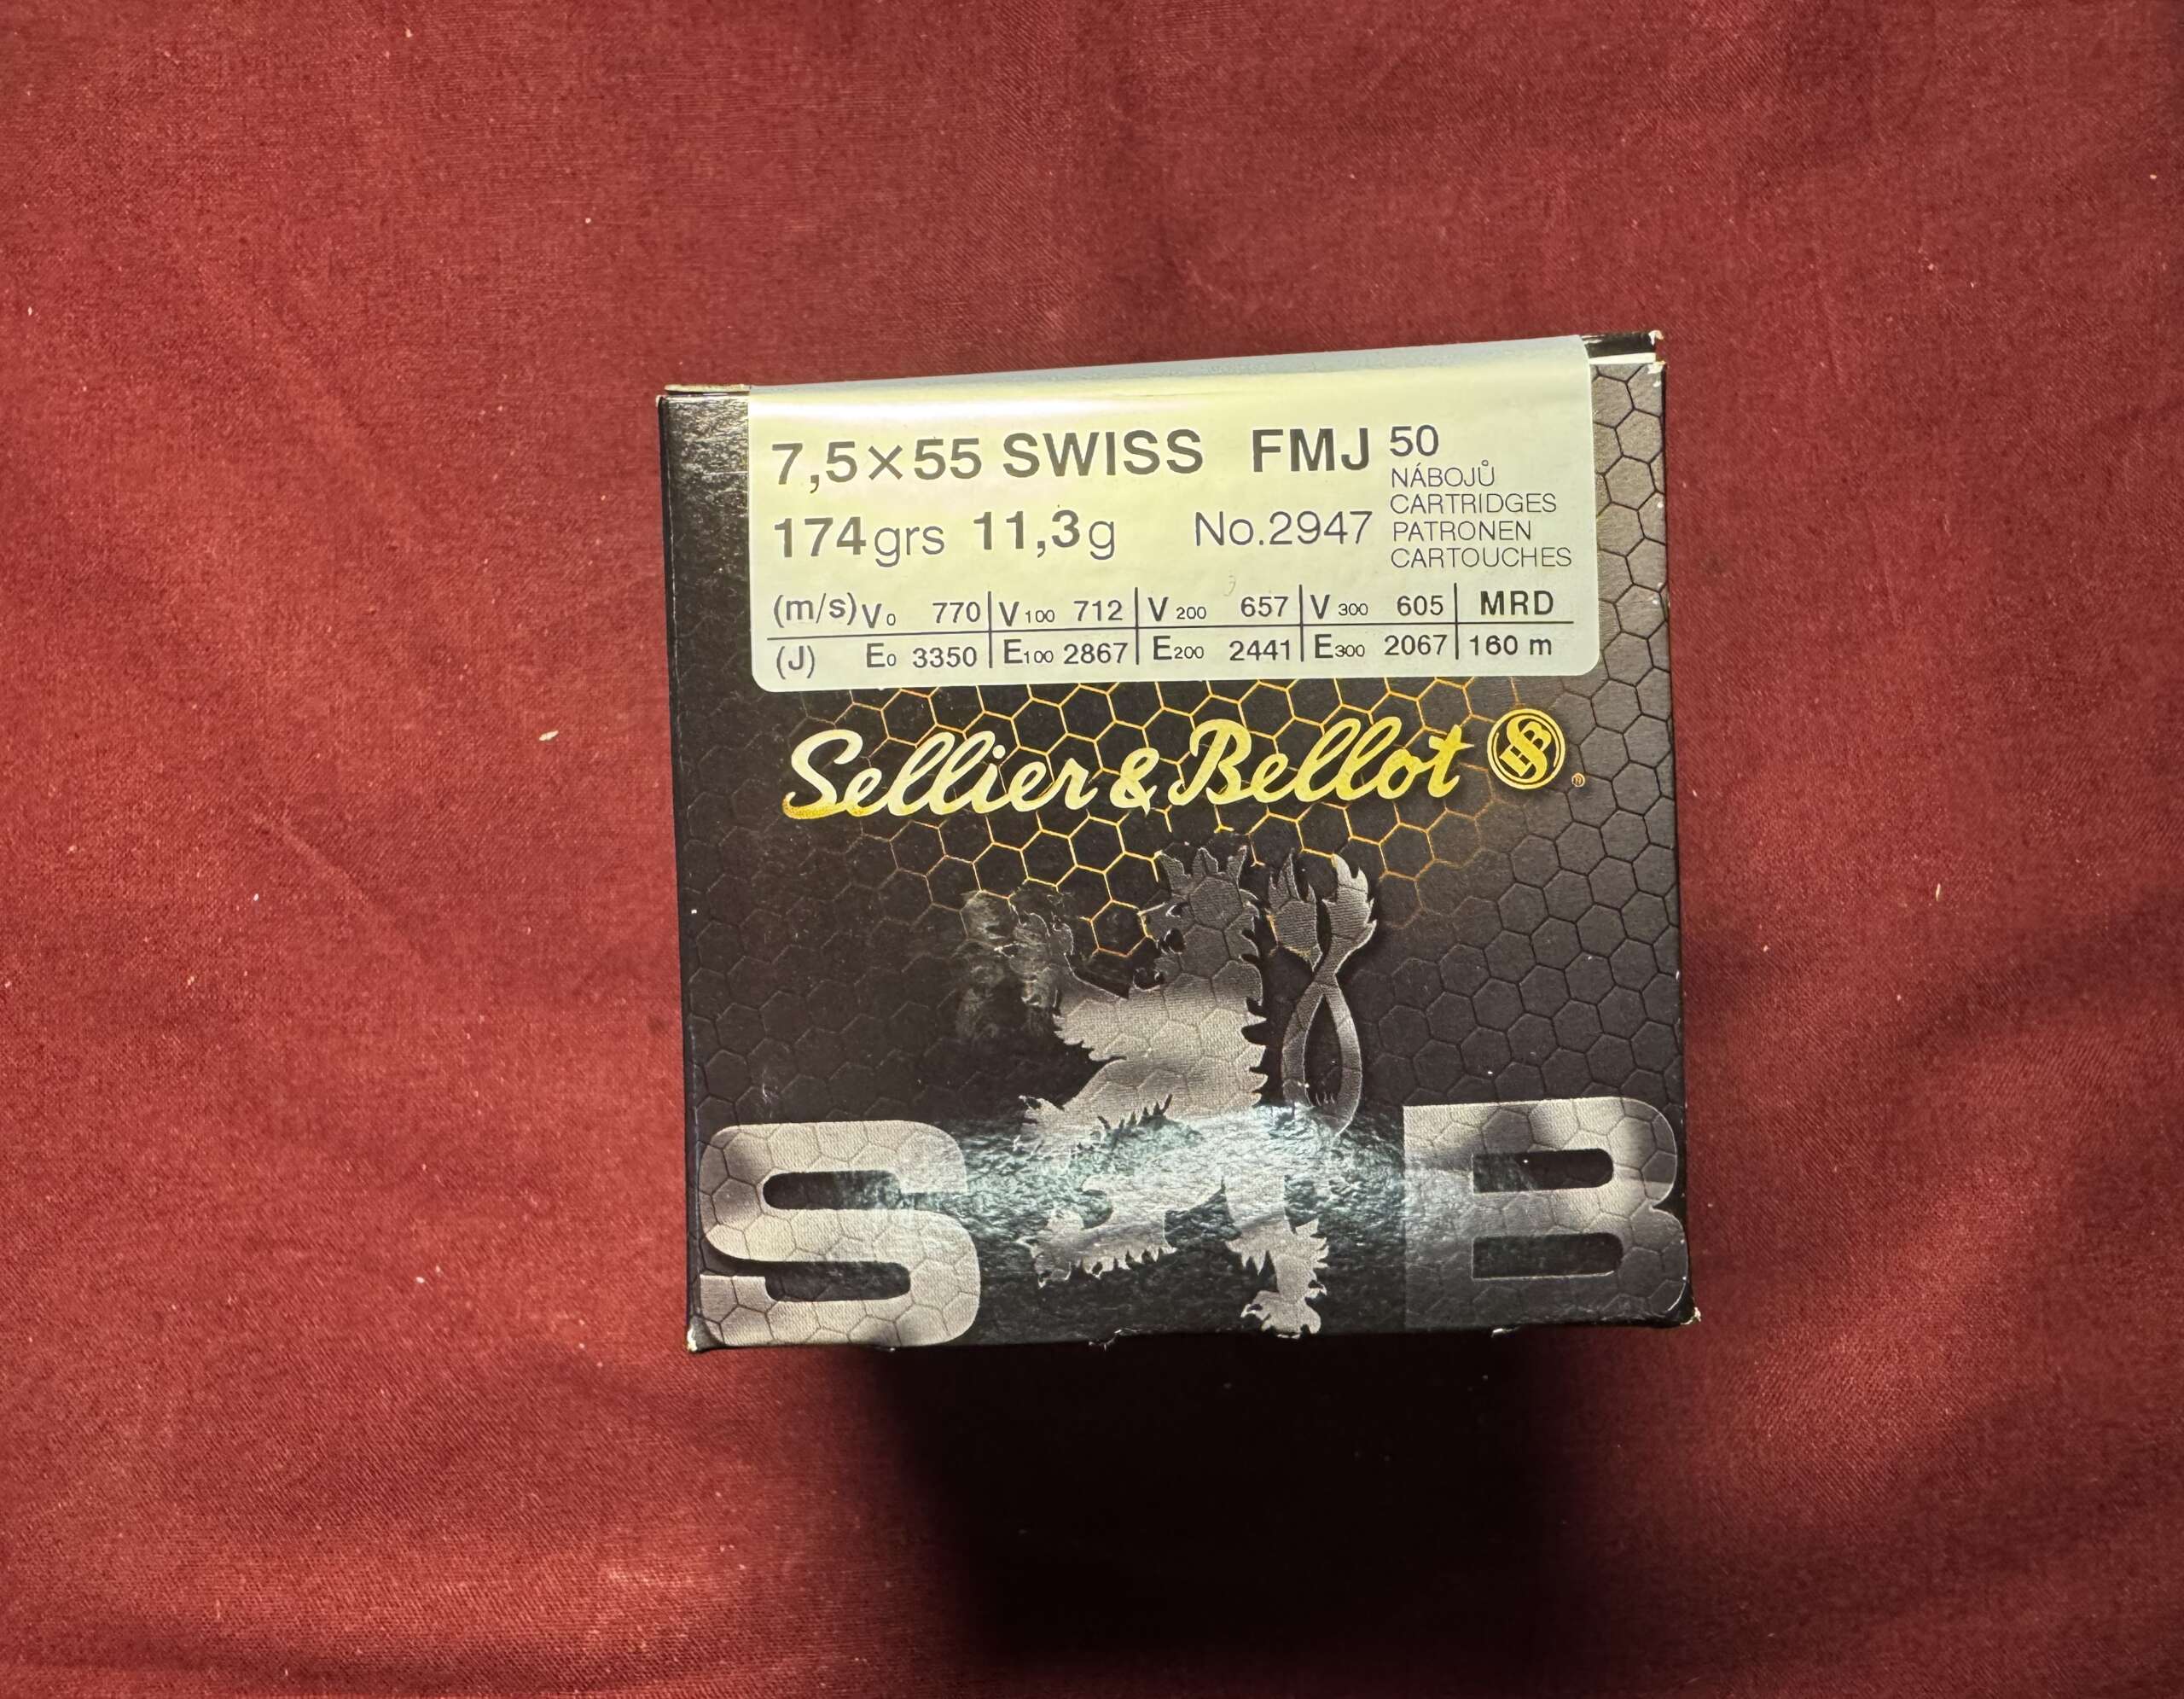 7,5×55 SWISS FMJ 50
NÁBOJŮ
CARTRIDGES
174grs 11,3g No.2947 PATRONEN
CARTOUCHES
(m/s) V0 770 | V100 712 | V200 657 | V300 605 | MRD
(J) E0 3350 | E100 2867 | E200 2441 | E300 2067 | 160 m
Sellier & Bellot SB ®
S B